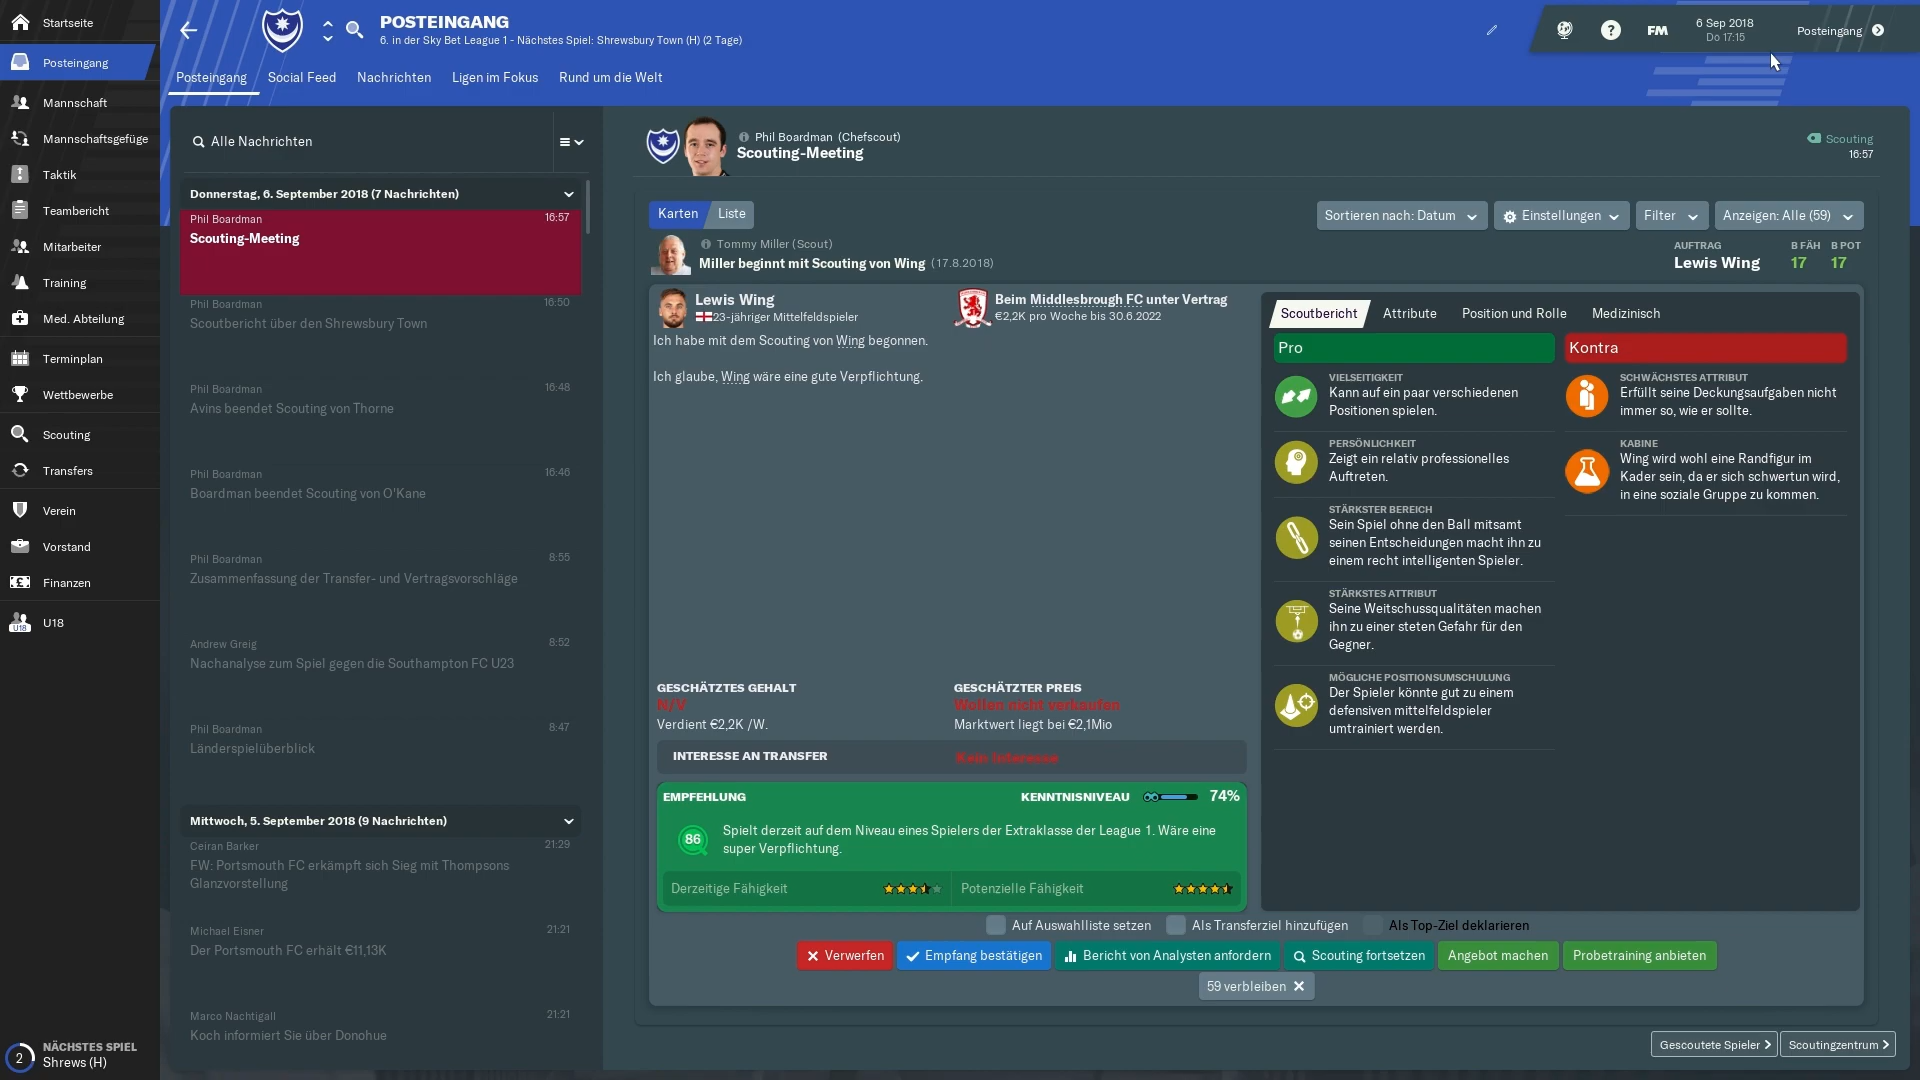 Startseite
Posteingang
Mannschaft
Mannschaftsgefüge
Taktik
Teambericht
Mitarbeiter
Training
Med. Abteilung
Terminplan
Wettbewerbe
Scouting
Transfers
Verein
Vorstand
Finanzen
U18
U18
2
NÄCHSTES SPIEL
Shrews (H)
POSTEINGANG
6. in der Sky Bet League 1 - Nächstes Spiel: Shrewsbury Town (H) (2 Tage)
?
FM
6 Sep 2018
Do 17:15
Posteingang
Posteingang Social Feed Nachrichten Ligen im Fokus Rund um die Welt
Alle Nachrichten
Donnerstag, 6. September 2018 (7 Nachrichten)
Phil Boardman 16:57
Scouting-Meeting
Phil Boardman 16:50
Scoutbericht über den Shrewsbury Town
Phil Boardman 16:48
Avins beendet Scouting von Thorne
Phil Boardman 16:46
Boardman beendet Scouting von O'Kane
Phil Boardman 8:55
Zusammenfassung der Transfer- und Vertragsvorschläge
Andrew Greig 8:52
Nachanalyse zum Spiel gegen die Southampton FC U23
Phil Boardman 8:47
Länderspielüberblick
Mittwoch, 5. September 2018 (9 Nachrichten)
Ceiran Barker 21:29
FW: Portsmouth FC erkämpft sich Sieg mit Thompsons
Glanzvorstellung
Michael Eisner 21:21
Der Portsmouth FC erhält €11,13K
Marco Nachtigall 21:21
Koch informiert Sie über Donohue
Phil Boardman (Chefscout)
Scouting-Meeting
Scouting
16:57
Karten Liste
Sortieren nach: Datum Einstellungen Filter Anzeigen: Alle (59)
Tommy Miller (Scout)
Miller beginnt mit Scouting von Wing (17.8.2018)
AUFTRAG B FÄH B POT
Lewis Wing 17 17
Lewis Wing
23-jähriger Mittelfeldspieler
Beim Middlesbrough FC unter Vertrag
€2,2K pro Woche bis 30.6.2022
Ich habe mit dem Scouting von Wing begonnen.
Ich glaube, Wing wäre eine gute Verpflichtung.
GESCHÄTZTES GEHALT
N/V
Verdient €2,2K /W.
GESCHÄTZTER PREIS
Wollen nicht verkaufen
Marktwert liegt bei €2,1Mio
INTERESSE AN TRANSFER Kein Interesse
EMPFEHLUNG KENNTNISNIVEAU 74%
86
Spielt derzeit auf dem Niveau eines Spielers der Extraklasse der League 1. Wäre eine
super Verpflichtung.
Derzeitige Fähigkeit Potenzielle Fähigkeit
Scoutbericht Attribute Position und Rolle Medizinisch
Pro
VIELSEITIGKEIT
Kann auf ein paar verschiedenen
Positionen spielen.
PERSÖNLICHKEIT
Zeigt ein relativ professionelles
Auftreten.
STÄRKSTER BEREICH
Sein Spiel ohne den Ball mitsamt
seinen Entscheidungen macht ihn zu
einem recht intelligenten Spieler.
STÄRKSTES ATTRIBUT
Seine Weitschussqualitäten machen
ihn zu einer steten Gefahr für den
Gegner.
MÖGLICHE POSITIONSUMSCHULUNG
Der Spieler könnte gut zu einem
defensiven mittelfeldspieler
umtrainiert werden.
Kontra
SCHWÄCHSTES ATTRIBUT
Erfüllt seine Deckungsaufgaben nicht
immer so, wie er sollte.
KABINE
Wing wird wohl eine Randfigur im
Kader sein, da er sich schwertun wird,
in eine soziale Gruppe zu kommen.
Auf Auswahlliste setzen Als Transferziel hinzufügen Als Top-Ziel deklarieren
Verwerfen Empfang bestätigen Bericht von Analysten anfordern Scouting fortsetzen Angebot machen Probetraining anbieten
59 verbleiben
Gescoutete Spieler Scoutingzentrum